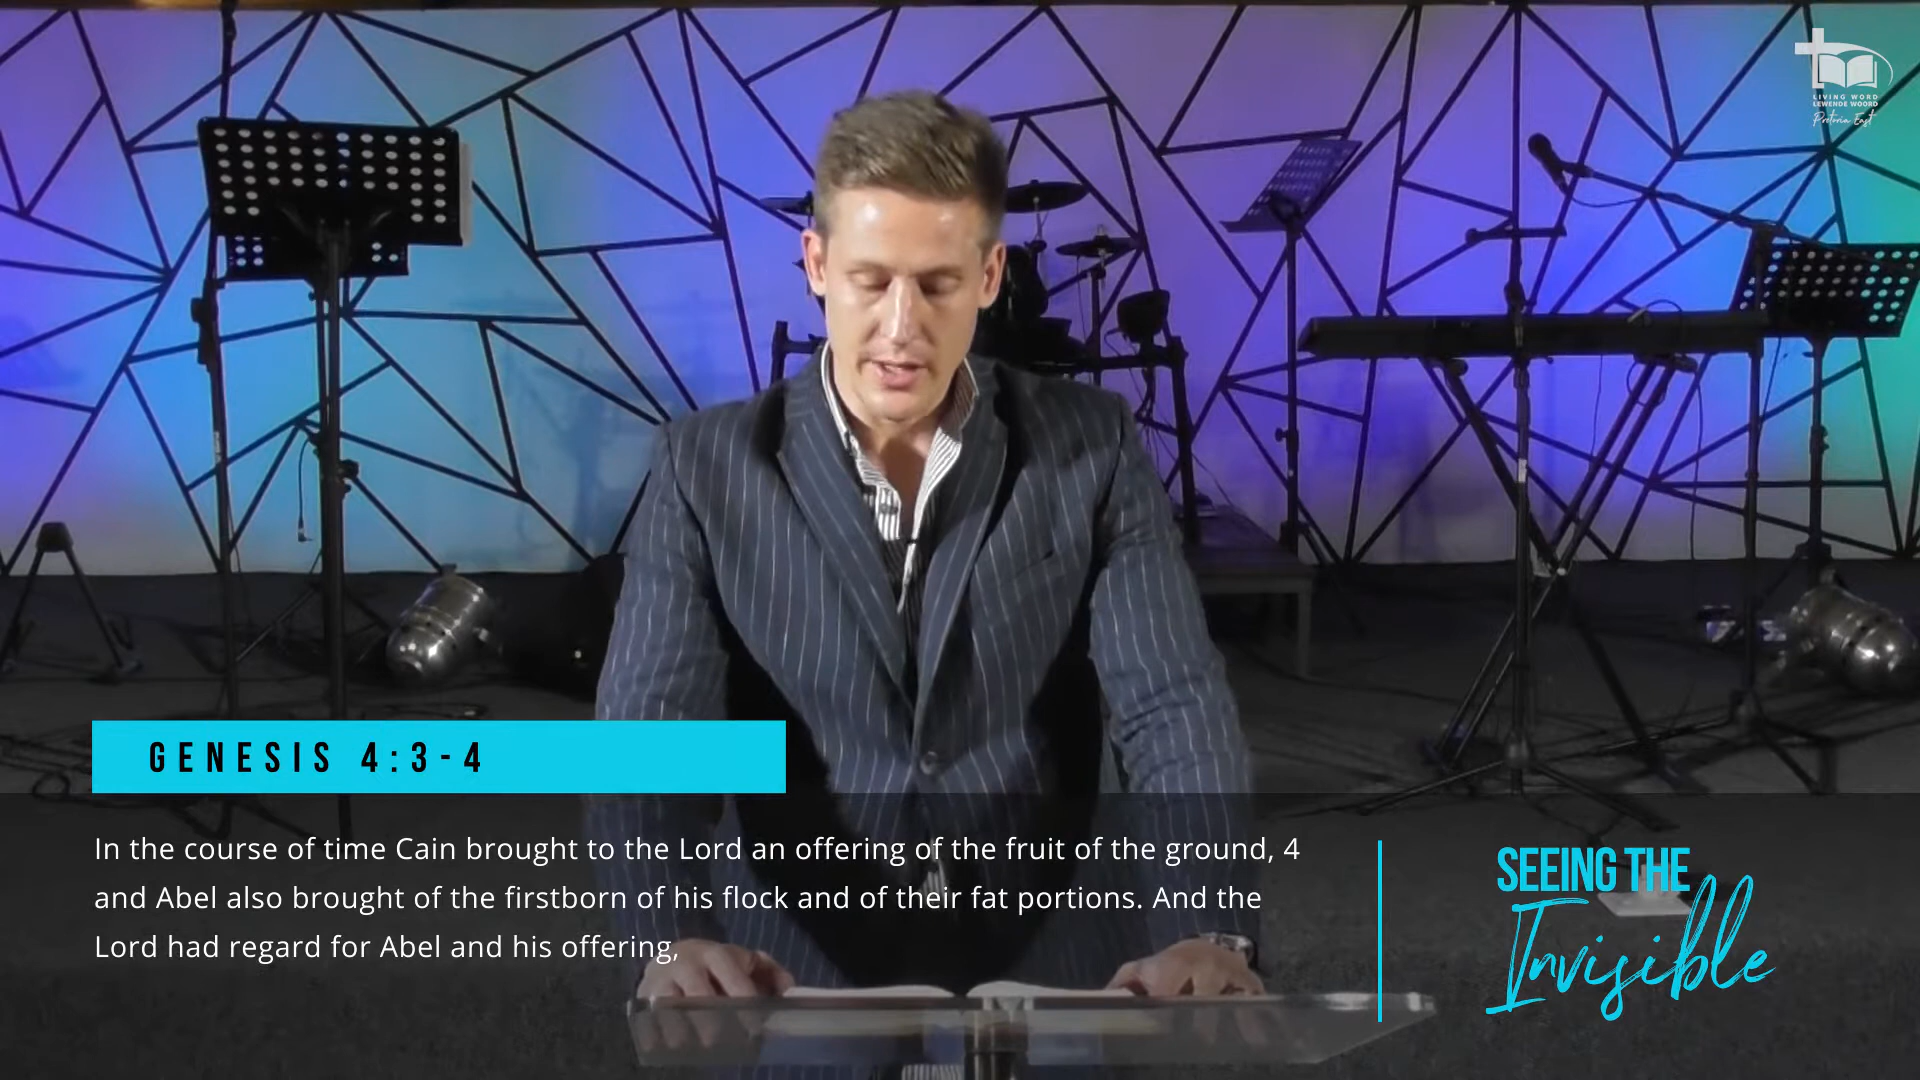 LIVING WORD
LEWENDE WOORD
Pretoria East
GENESIS 4:3-4
In the course of time Cain brought to the Lord an offering of the fruit of the ground, 4
and Abel also brought of the firstborn of his flock and of their fat portions. And the
Lord had regard for Abel and his offering,
SEEING THE
Invisible